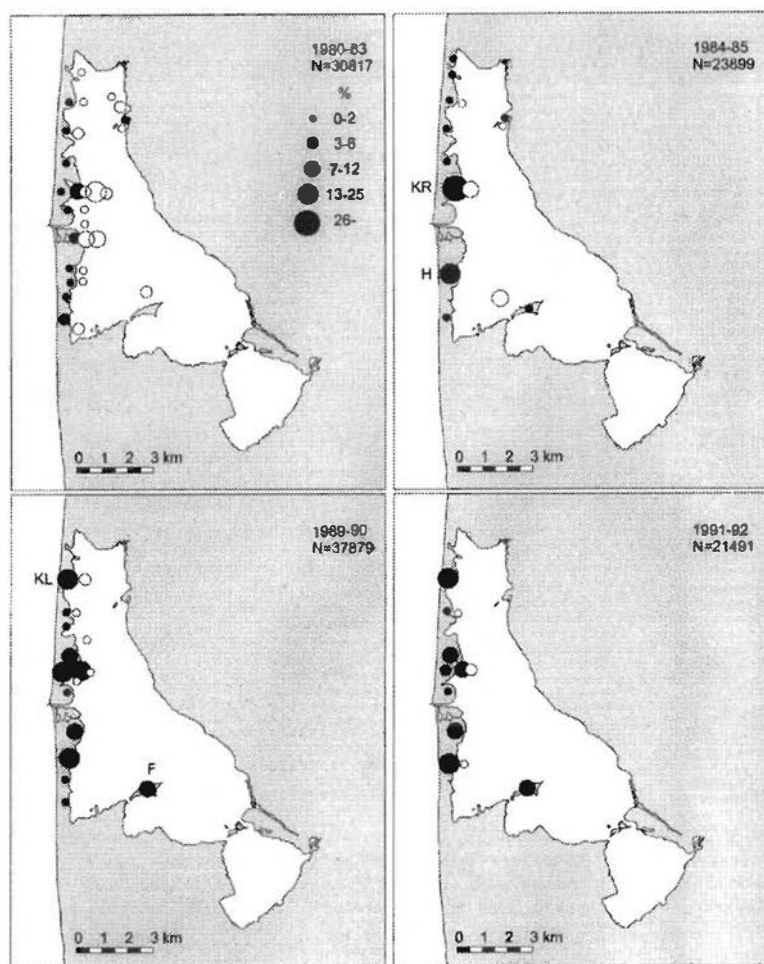 1980-83
N=30817
%
0-2
3-6
7-12
13-25
26-
0 1 2 3 km
1984-85
N=23899
KR
H
0 1 2 3 km
1989-90
N=37879
KL
F
0 1 2 3 km
1991-92
N=21491
0 1 2 3 km